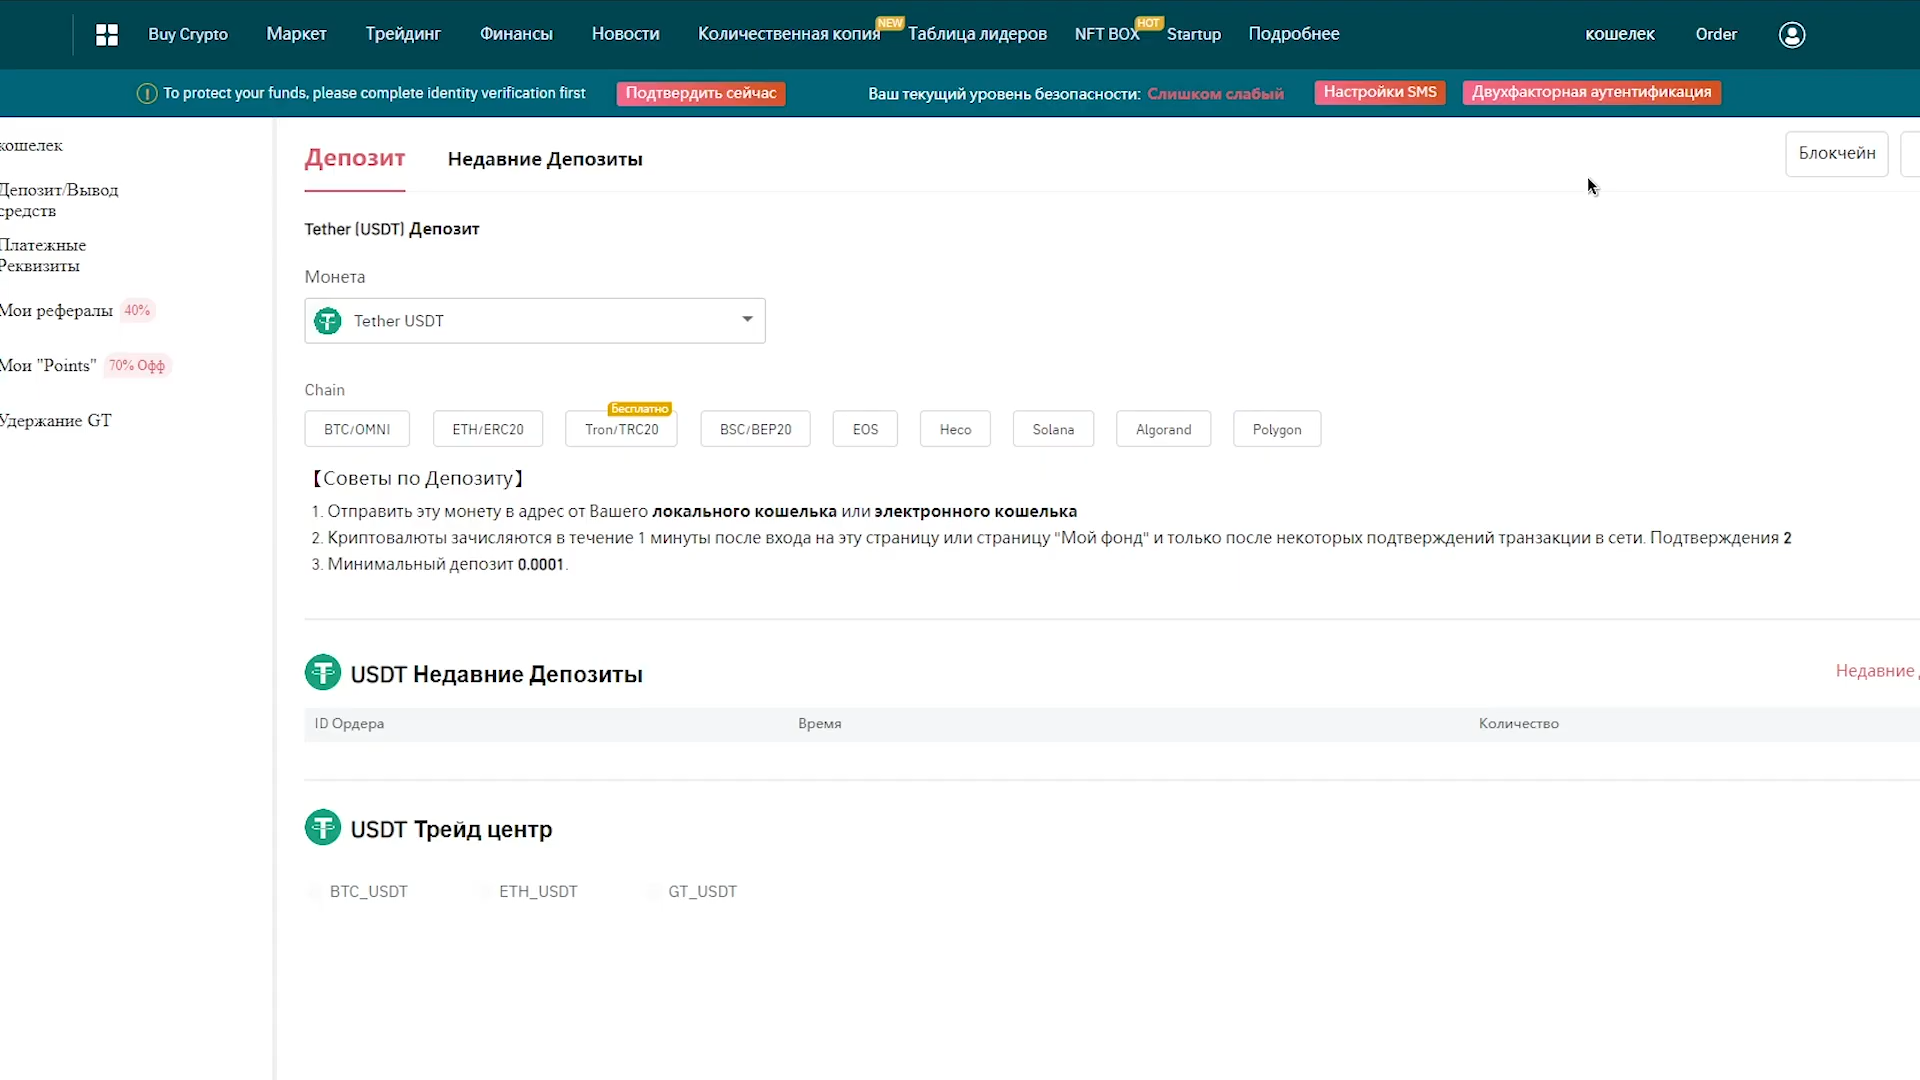 Buy Crypto Маркет Трейдинг Финансы Новости Количественная копия NEW Таблица лидеров NFT BOX HOT Startup Подробнее кошелек Order
To protect your funds, please complete identity verification first Подтвердить сейчас Ваш текущий уровень безопасности: Слишком слабый Настройки SMS Двухфакторная аутентификация
кошелек
Депозит/Вывод
средств
Платежные
Реквизиты
Мои рефералы 40%
Мои "Points" 70% Офф
Удержание GT
Депозит Недавние Депозиты Блокчейн
Tether (USDT) Депозит
Монета
Tether USDT
Chain
Бесплатно
BTC/OMNI ETH/ERC20 Tron/TRC20 BSC/BEP20 EOS Heco Solana Algorand Polygon
【Советы по Депозиту】
1. Отправить эту монету в адрес от Вашего локального кошелька или электронного кошелька
2. Криптовалюты зачисляются в течение 1 минуты после входа на эту страницу или страницу "Мой фонд" и только после некоторых подтверждений транзакции в сети. Подтверждения 2
3. Минимальный депозит 0.0001.
USDT Недавние Депозиты Недавние
ID Ордера Время Количество
USDT Трейд центр
BTC_USDT ETH_USDT GT_USDT